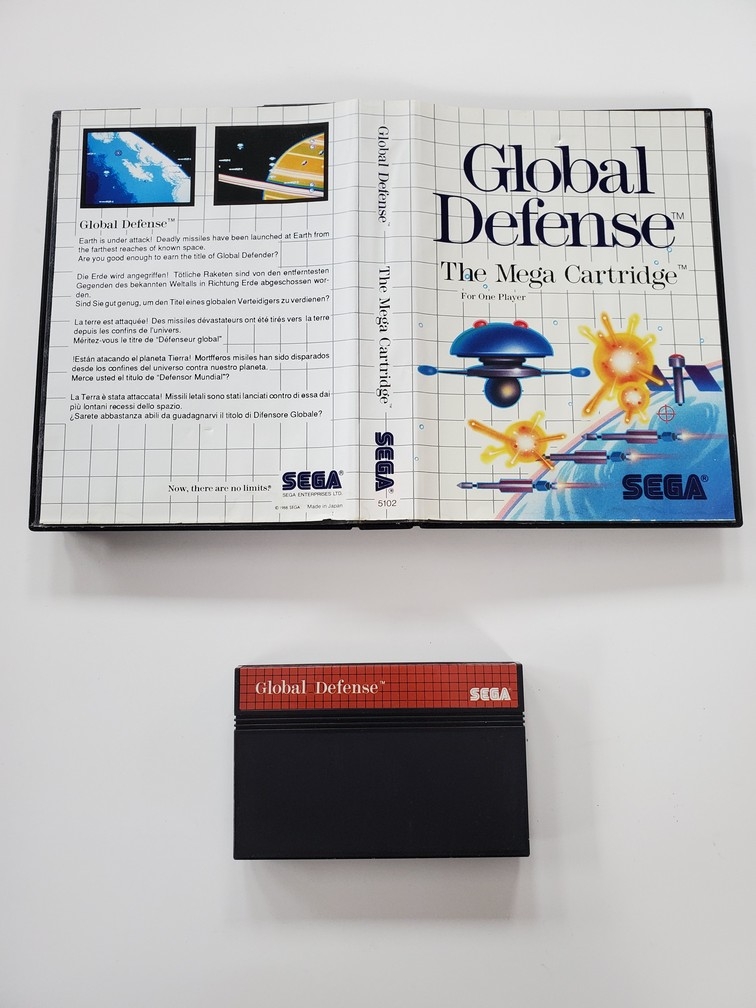 Global Defense™
Earth is under attack! Deadly missiles have been launched at Earth from
the farthest reaches of known space.
Are you good enough to earn the title of Global Defender?
Die Erde wird angegriffen! Tötliche Raketen sind von den entferntesten
Gegenden des bekannten Weltalls in Richtung Erde abgeschossen wor-
den.
Sind Sie gut genug, um den Titel eines globalen Verteidigers zu verdienen?
La terre est attaquée! Des missiles dévastateurs ont été tirés vers la terre
depuis les confins de l'univers.
Méritez-vous le titre de "Défenseur global"
!Están atacando el planeta Tierra! Mortfferos misiles han sido disparados
desde los confines del universo contra nuestro planeta.
Merce usted el titulo de "Defensor Mundial"?
La Terra è stata attaccata! Missili letali sono stati lanciati contro di essa dai
più lontani recessi dello spazio.
¿Sarete abbastanza abili da guadagnarvi il titolo di Difensore Globale?
Now, there are no limits.®
SEGA®
SEGA ENTERPRISES LTD.
© 1988 SEGA Made in Japan
Global Defense™ The Mega Cartridge™
SEGA®
5102
Global
Defense™
The Mega Cartridge™
For One Player
SEGA®
Global Defense™
SEGA